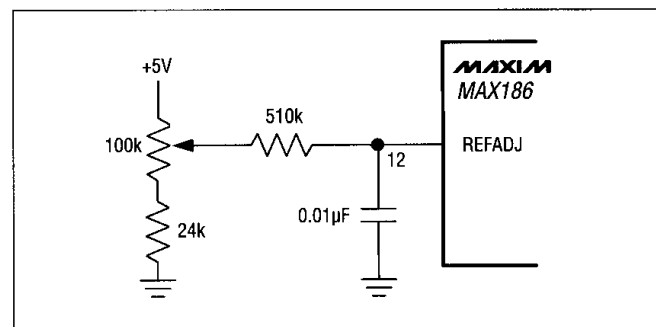 +5V
MAXIM
MAX186
510k
100k
REFADJ
12
0.01µF
24k